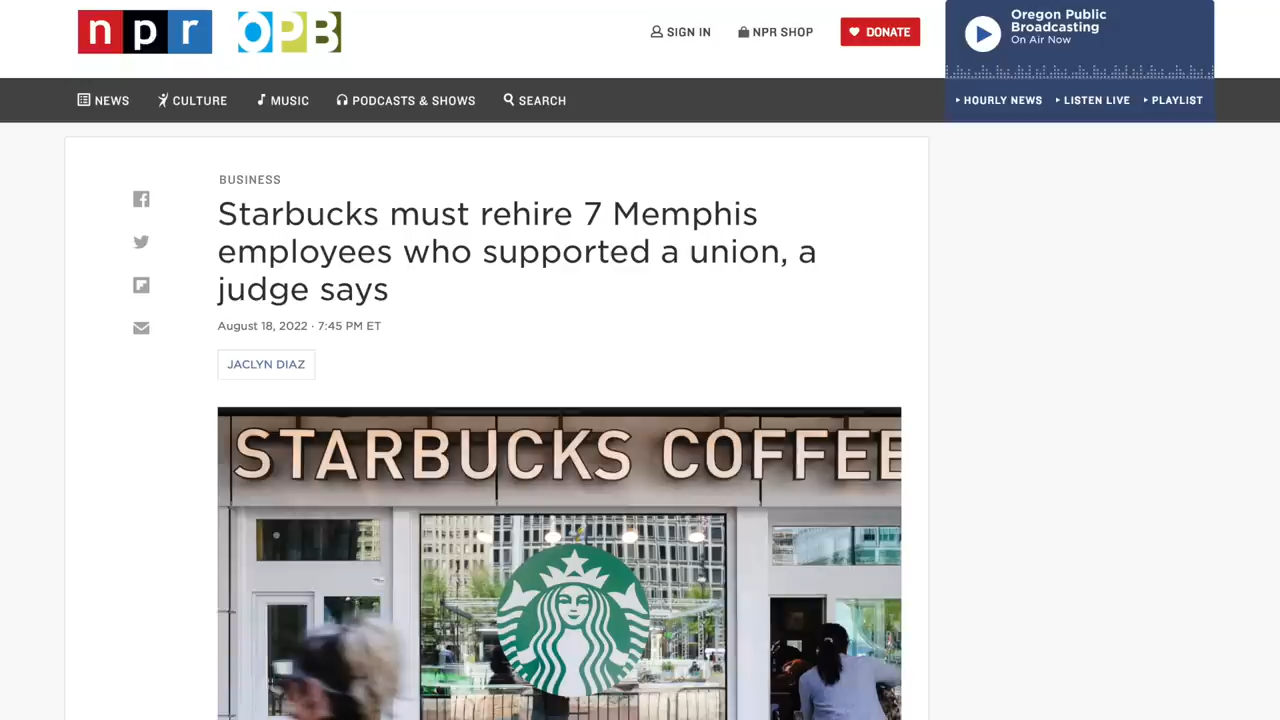 npr OPB
SIGN IN NPR SHOP DONATE
Oregon Public
Broadcasting
On Air Now
NEWS CULTURE MUSIC PODCASTS & SHOWS SEARCH
HOURLY NEWS LISTEN LIVE PLAYLIST
BUSINESS
Starbucks must rehire 7 Memphis
employees who supported a union, a
judge says
August 18, 2022 · 7:45 PM ET
JACLYN DIAZ
STARBUCKS COFFEE